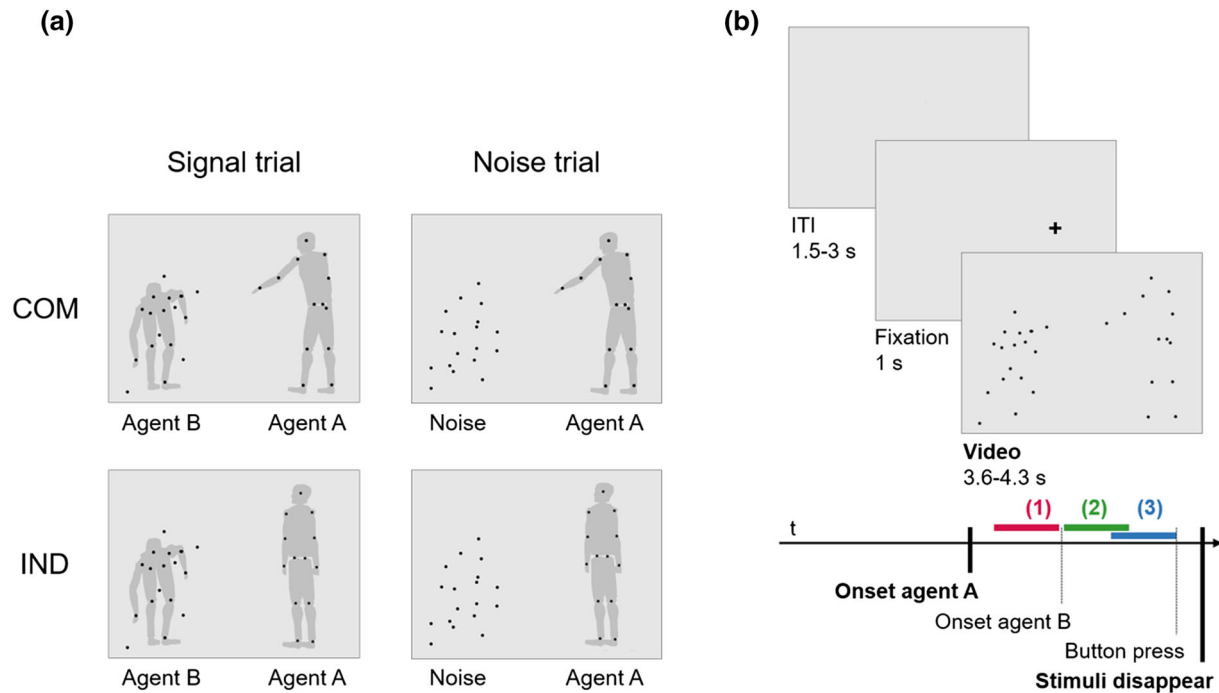 (a)
Signal trial
Noise trial
COM
Agent B
Agent A
Noise
Agent A
IND
Agent B
Agent A
Noise
Agent A
(b)
ITI
1.5-3 s
+
Fixation
1 s
Video
3.6-4.3 s
(1)
(2)
(3)
t
Onset agent A
Onset agent B
Button press
Stimuli disappear